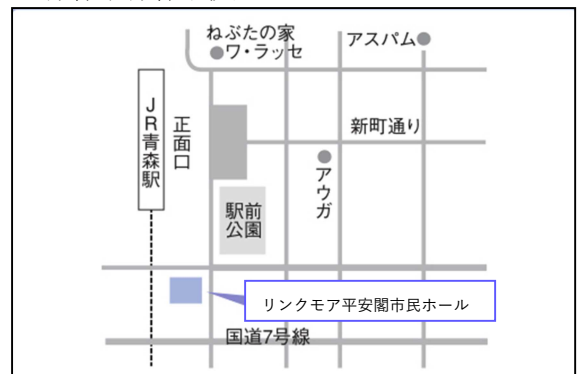 ねぶたの家
ワ・ラッセ
アスパム
JR青森駅
正面口
新町通り
アウガ
駅前
公園
リンクモア平安閣市民ホール
国道7号線